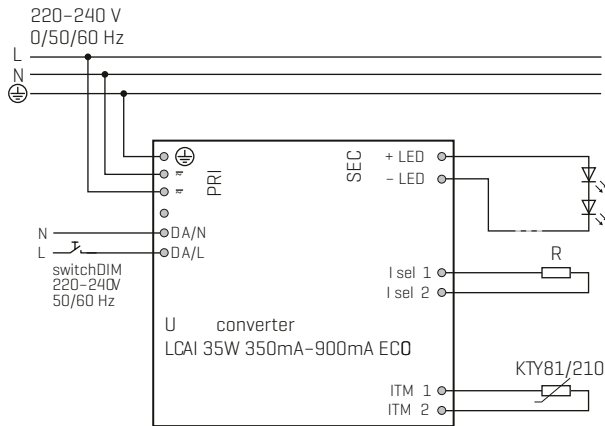 220–240 V
0/50/60 Hz
L
N
PRI
SEC
+ LED
– LED
N
DA/N
L
DA/L
switchDIM
220–240V
50/60 Hz
I sel 1
R
I sel 2
U converter
LCAI 35W 350mA–900mA ECO
KTY81/210
ITM 1
ITM 2